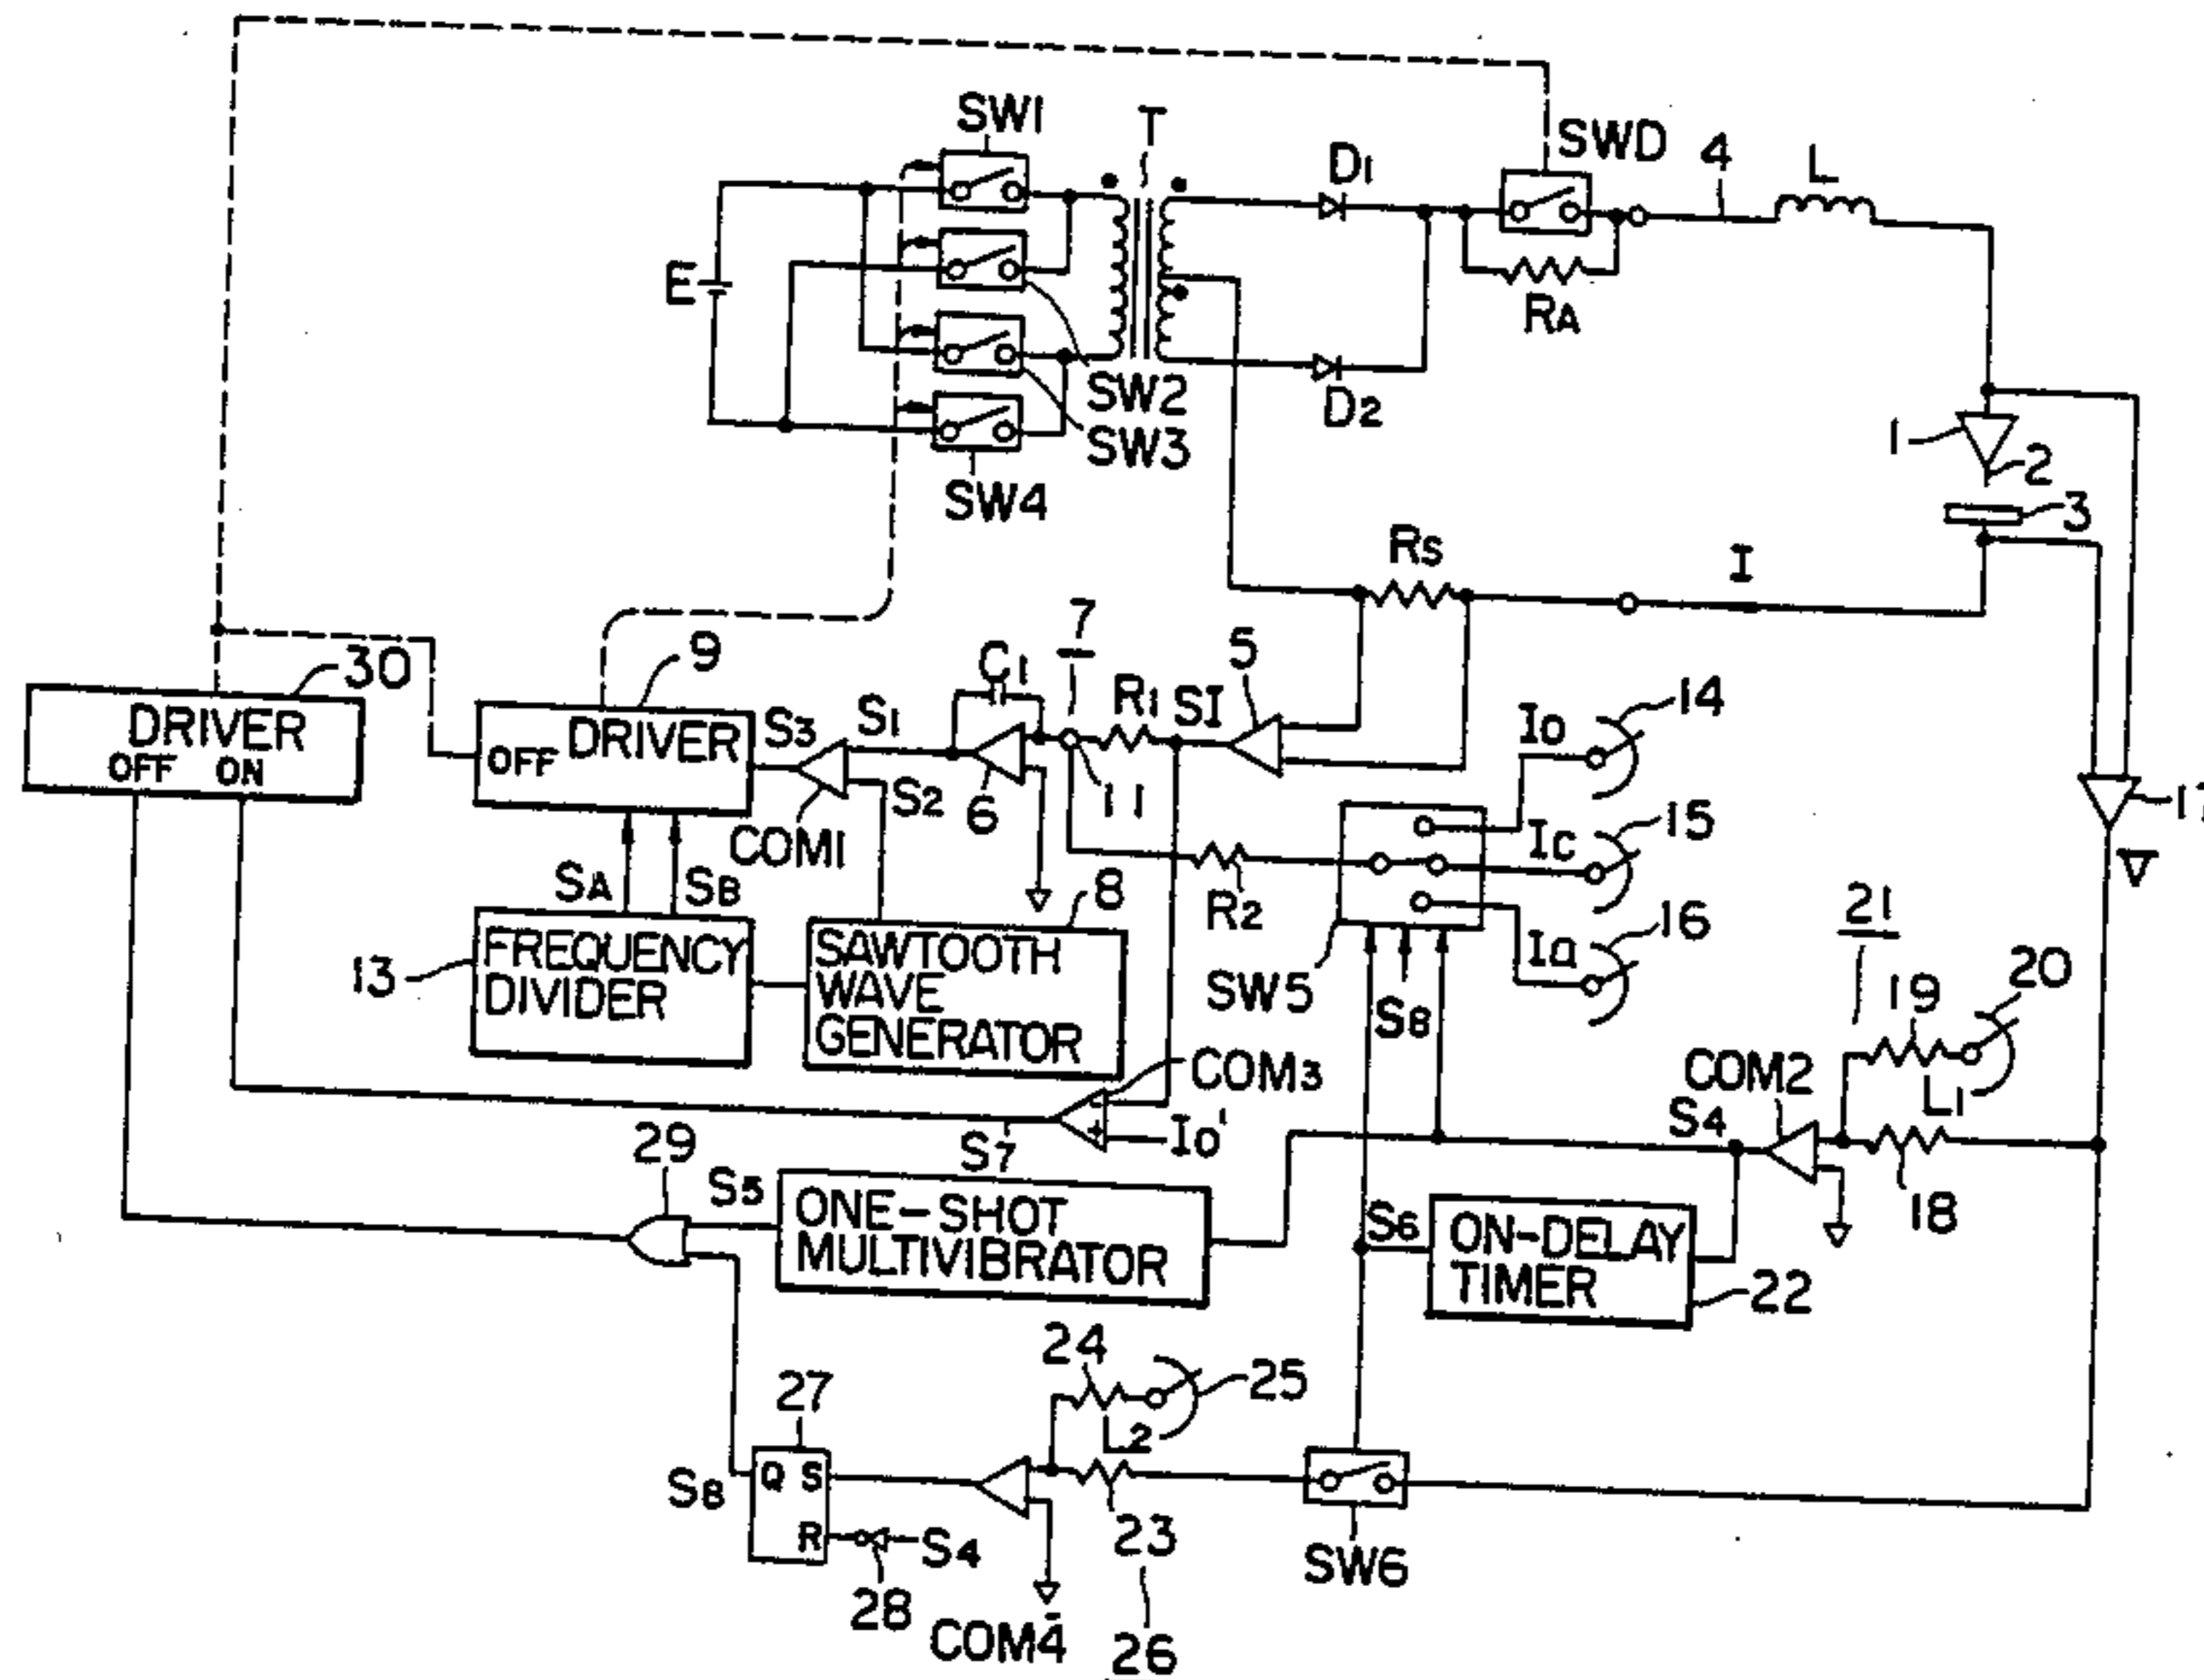 SW1
T
D1
SWD
4
L
E
RA
SW2
D2
SW3
1
2
SW4
3
RS
I
7
9
C1
5
30
R1
SI
14
DRIVER
OFF ON
OFF DRIVER
S3
S1
Io
S2
6
11
17
COM1
Ic
15
V
SA
SB
8
R2
21
16
FREQUENCY
DIVIDER
SAWTOOTH
WAVE
GENERATOR
13
SW5
S8
Ia
19
20
COM3
COM2
L1
S4
Io'
29
S7
S5
ONE-SHOT
MULTIVIBRATOR
S6
ON-DELAY
TIMER
18
22
24
25
27
L2
S8
Q S
R
S4
23
SW6
28
COM4
26